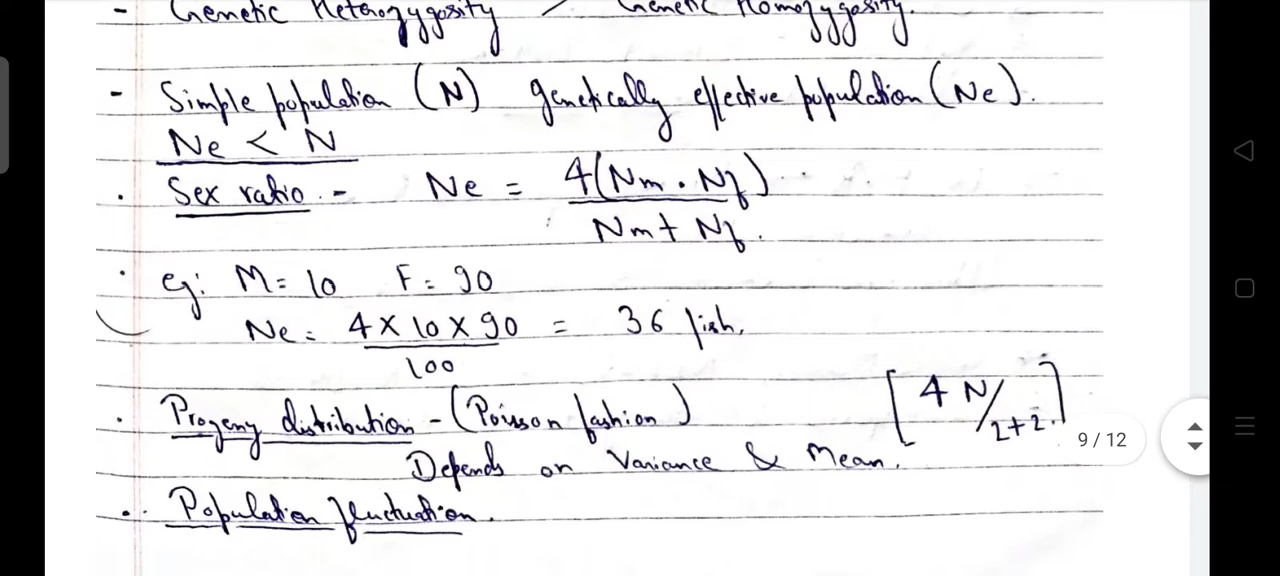 - Genetic Heterozygosity > Genetic Homozygosity.
- Simple population (N) genetically effective population (Ne).
Ne < N
. Sex ratio.- Ne = 4(Nm . Nf)
Nm + Nf.
. eg: M = 10 F = 90
Ne = 4 X 10 X 90 = 36 fish.
100
. Progeny distribution - (Poisson fashion) [4 N/2+2.]
9 / 12
Depends on Variance & Mean.
. Population fluctuation.